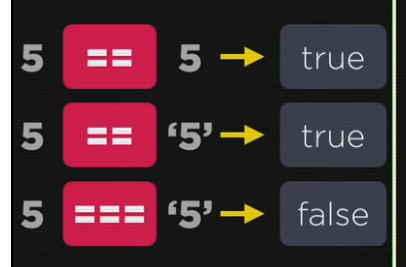 5 == 5 → true
5 == ‘5’ → true
5 === ‘5’ → false